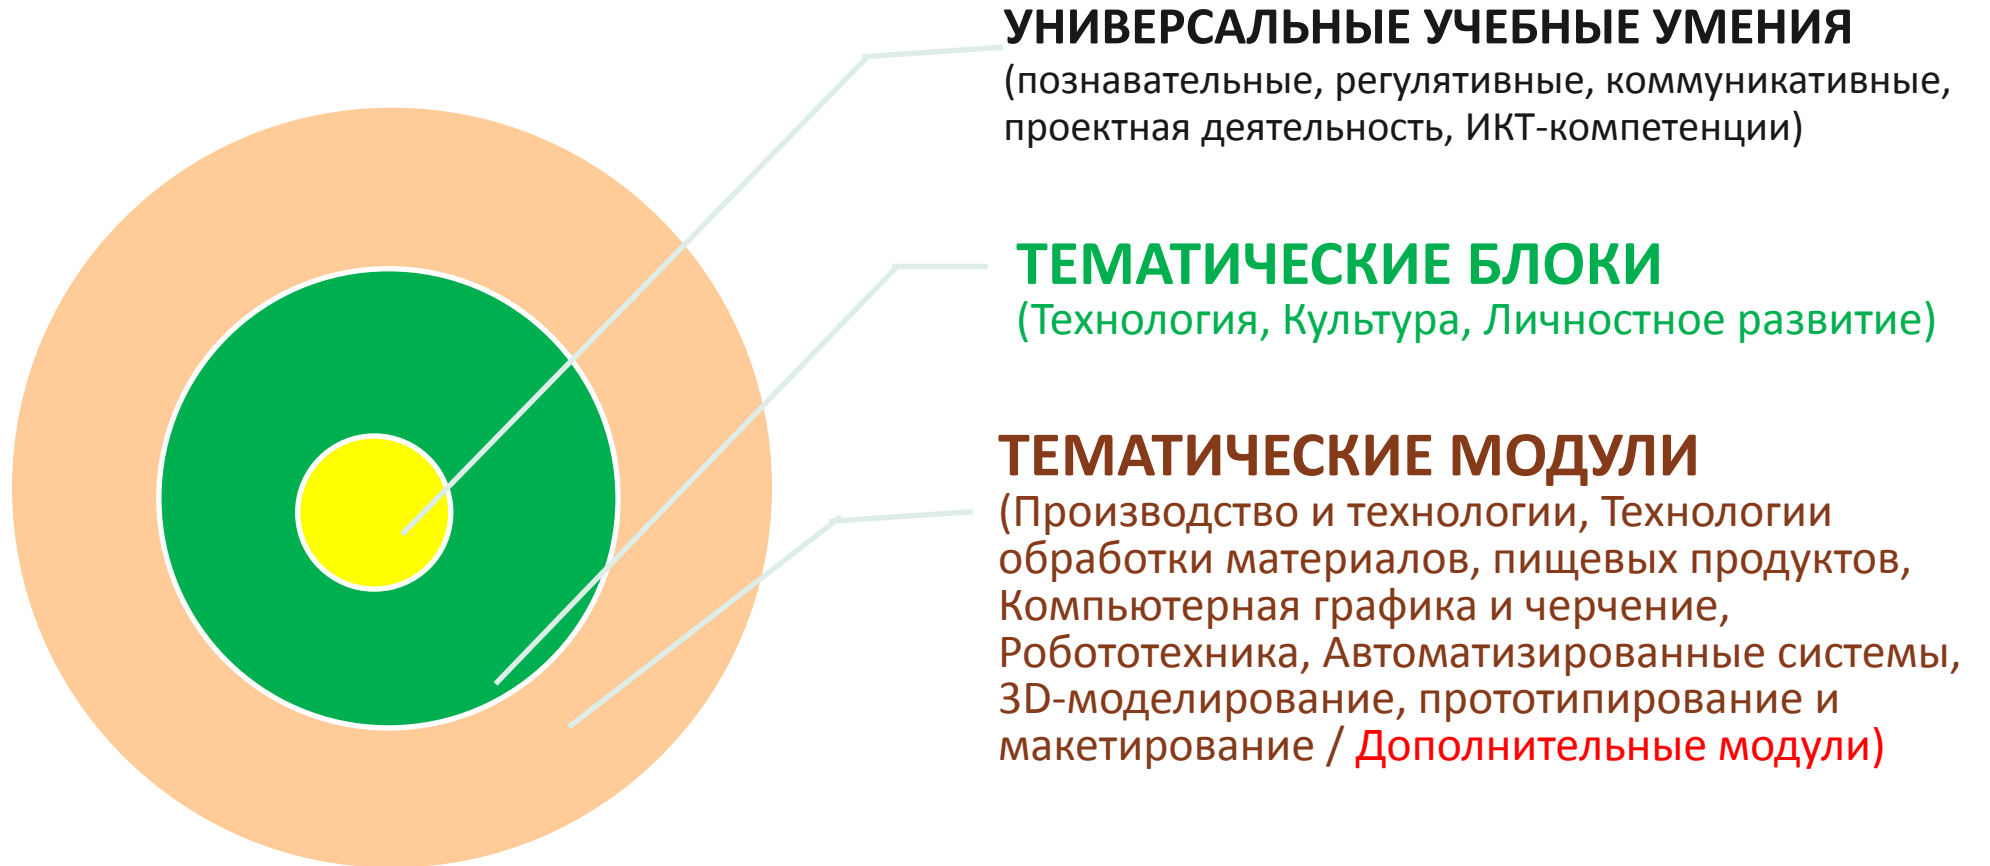 УНИВЕРСАЛЬНЫЕ УЧЕБНЫЕ УМЕНИЯ
(познавательные, регулятивные, коммуникативные,
проектная деятельность, ИКТ-компетенции)
ТЕМАТИЧЕСКИЕ БЛОКИ
(Технология, Культура, Личностное развитие)
ТЕМАТИЧЕСКИЕ МОДУЛИ
(Производство и технологии, Технологии
обработки материалов, пищевых продуктов,
Компьютерная графика и черчение,
Робототехника, Автоматизированные системы,
3D-моделирование, прототипирование и
макетирование / Дополнительные модули)